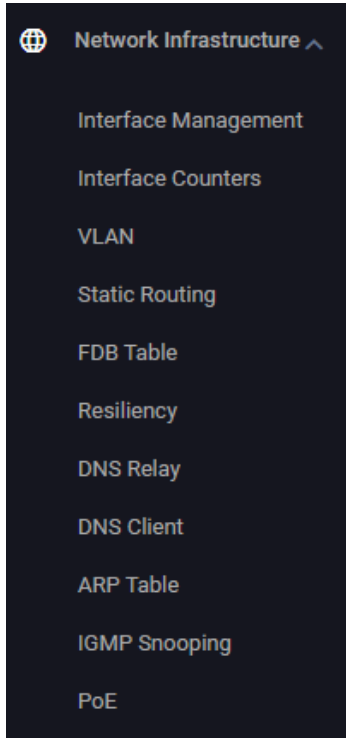 Network Infrastructure
Interface Management
Interface Counters
VLAN
Static Routing
FDB Table
Resiliency
DNS Relay
DNS Client
ARP Table
IGMP Snooping
PoE